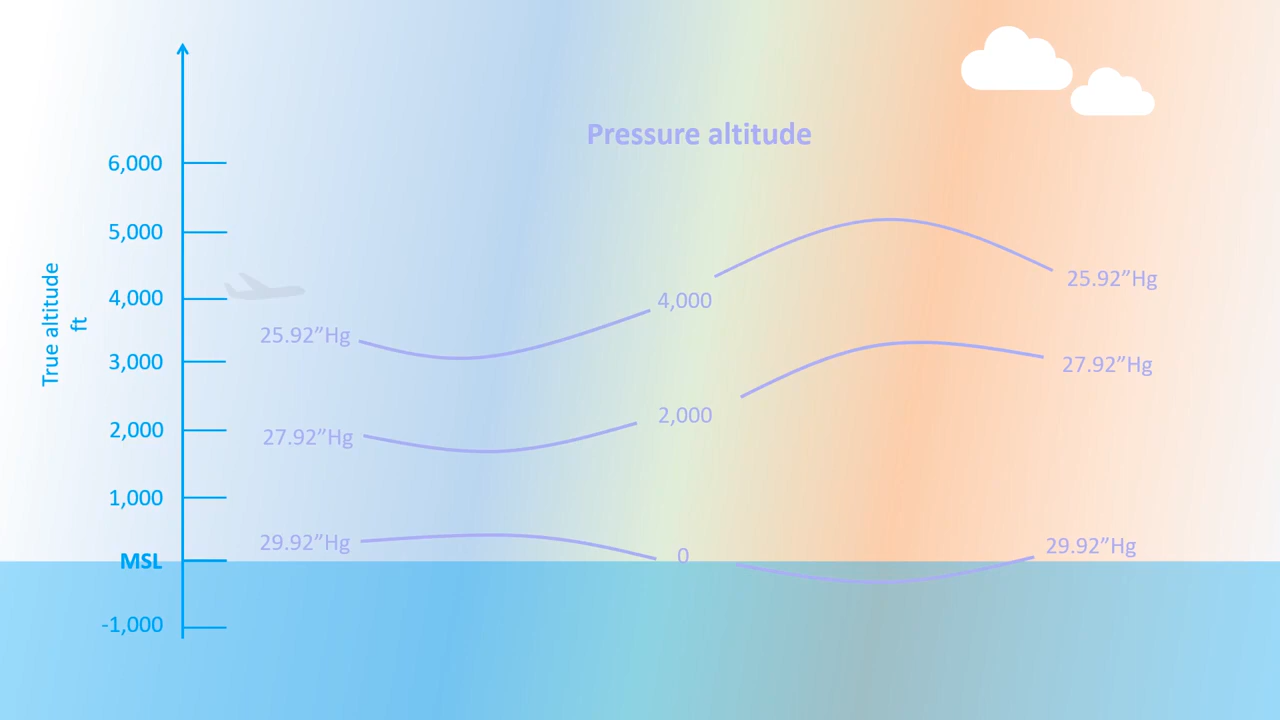 Pressure altitude
6,000
5,000
25.92″Hg
4,000
4,000
True altitude
ft
25.92″Hg
3,000
27.92″Hg
2,000
2,000
27.92″Hg
1,000
29.92″Hg
29.92″Hg
0
MSL
-1,000